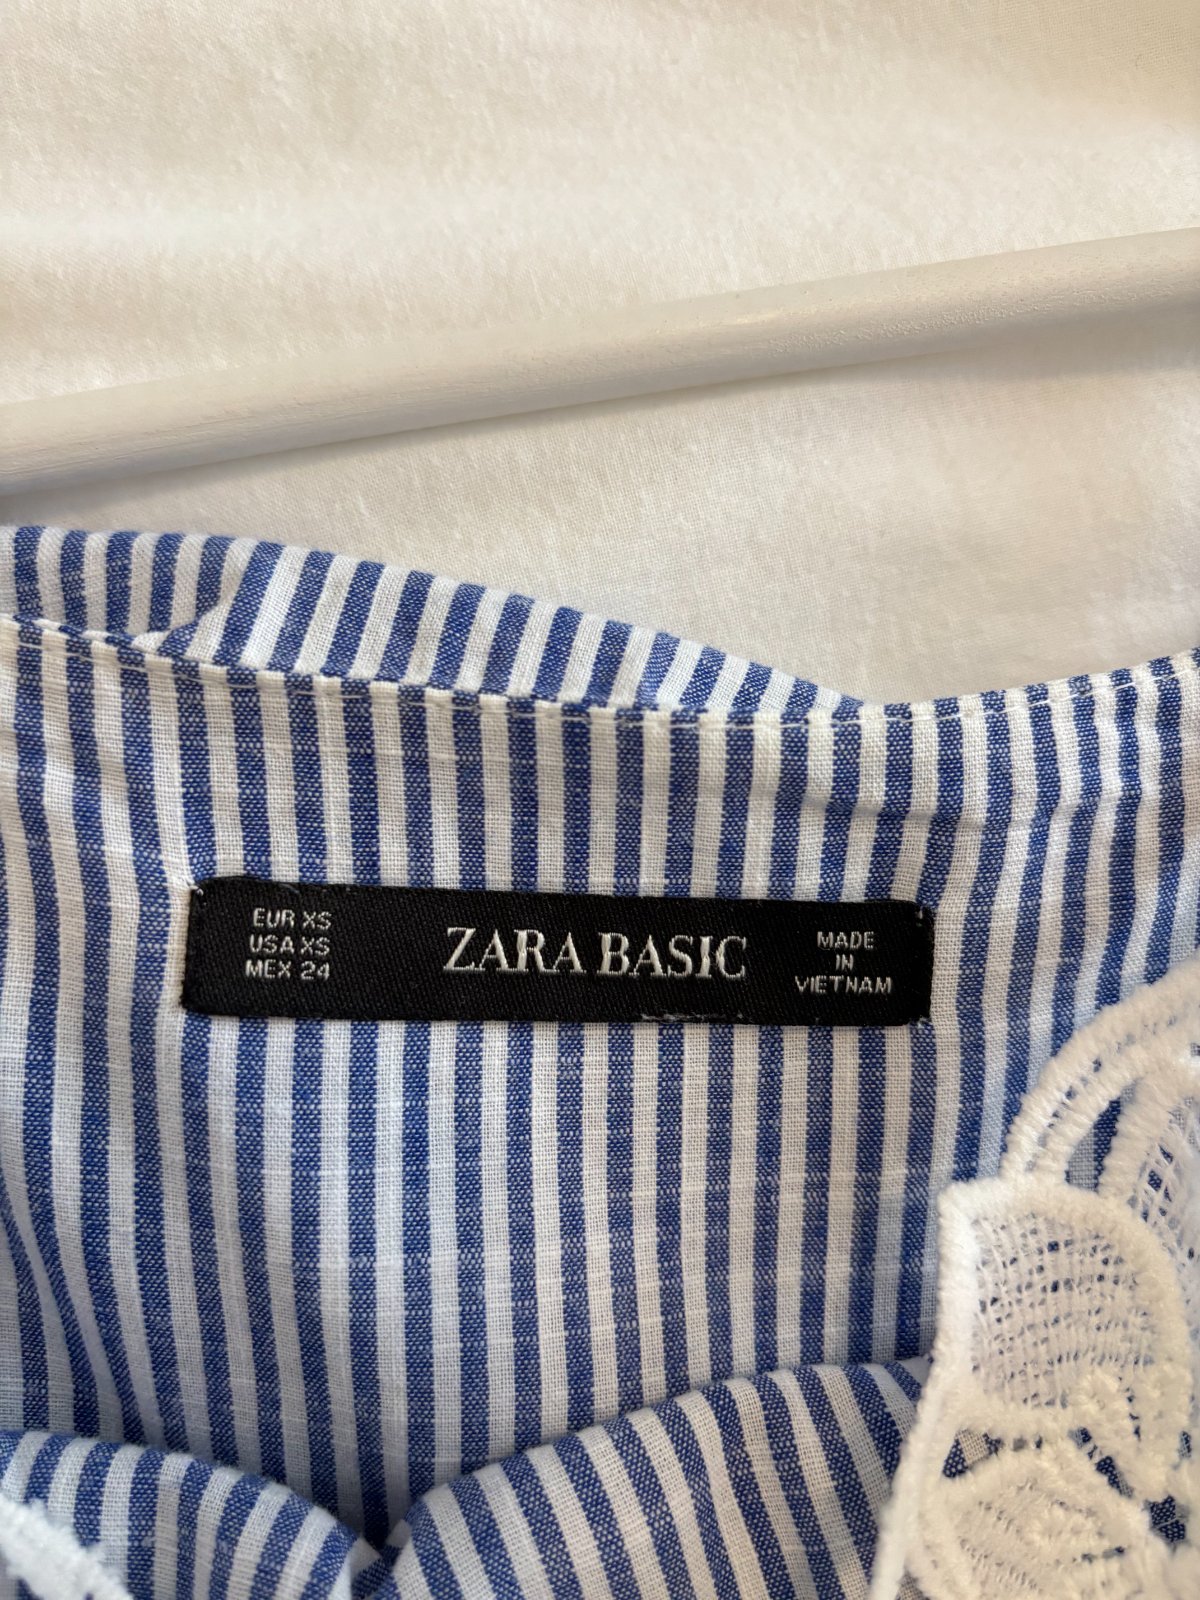 EUR XS
USA XS
MEX 24
ZARA BASIC
MADE
IN
VIETNAM